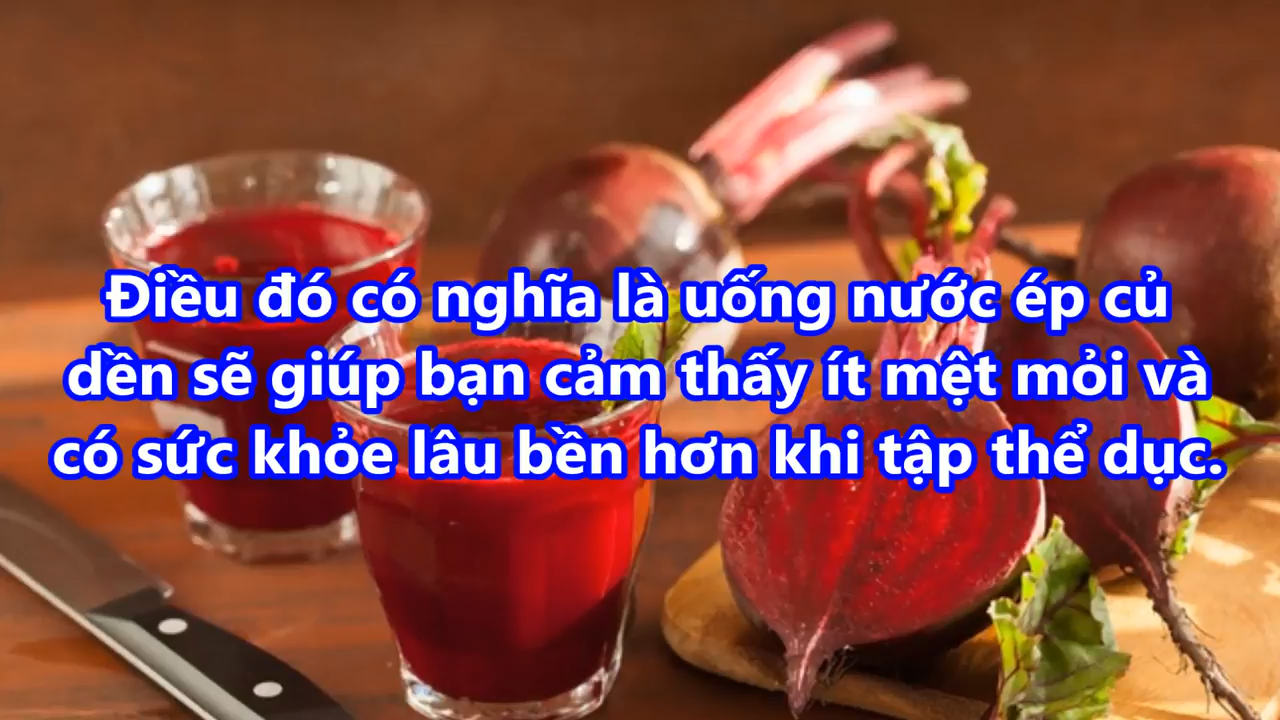 Điều đó có nghĩa là uống nước ép củ
dền sẽ giúp bạn cảm thấy ít mệt mỏi và
có sức khỏe lâu bền hơn khi tập thể dục.